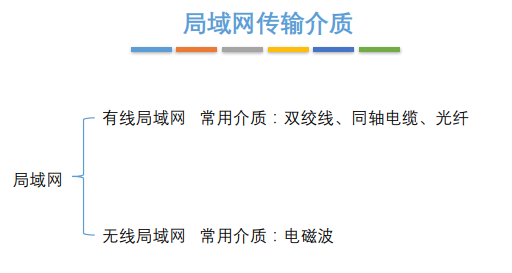 局域网传输介质
有线局域网 常用介质：双绞线、同轴电缆、光纤
局域网
无线局域网 常用介质：电磁波